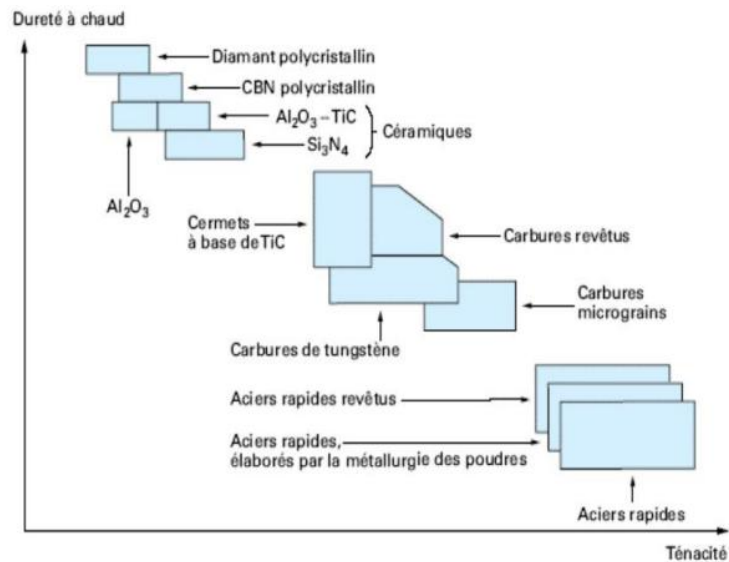 Dureté à chaud
Diamant polycristallin
CBN polycristallin
Al₂O₃ – TiC
Céramiques
Si₃N₄
Al₂O₃
Cermets
à base de TiC
Carbures revêtus
Carbures
micrograins
Carbures de tungstène
Aciers rapides revêtus
Aciers rapides,
élaborés par la métallurgie des poudres
Aciers rapides
Ténacité